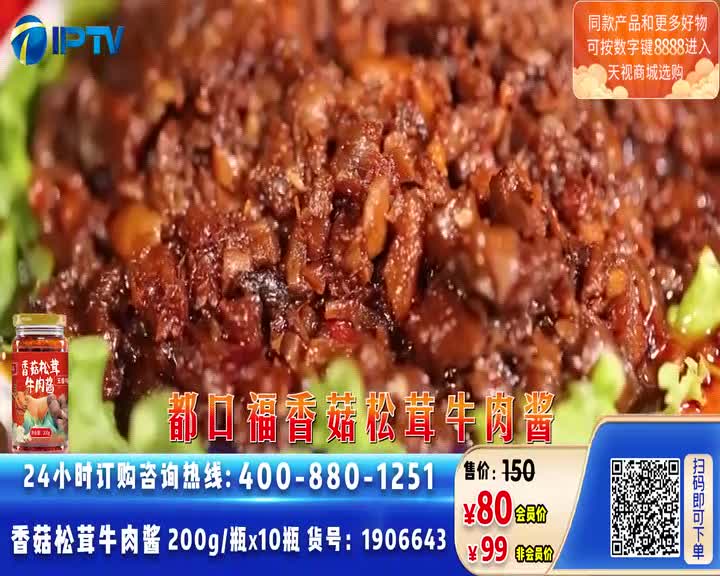 IPTV
同款产品和更多好物
可按数字键8888进入
天视商城选购
香菇松茸
牛肉酱
都口福香菇松茸牛肉酱
24小时订购咨询热线:400-880-1251
香菇松茸牛肉酱 200g/瓶x10瓶 货号：1906643
售价：150
¥80会员价
¥99 非会员价
扫码即可下单